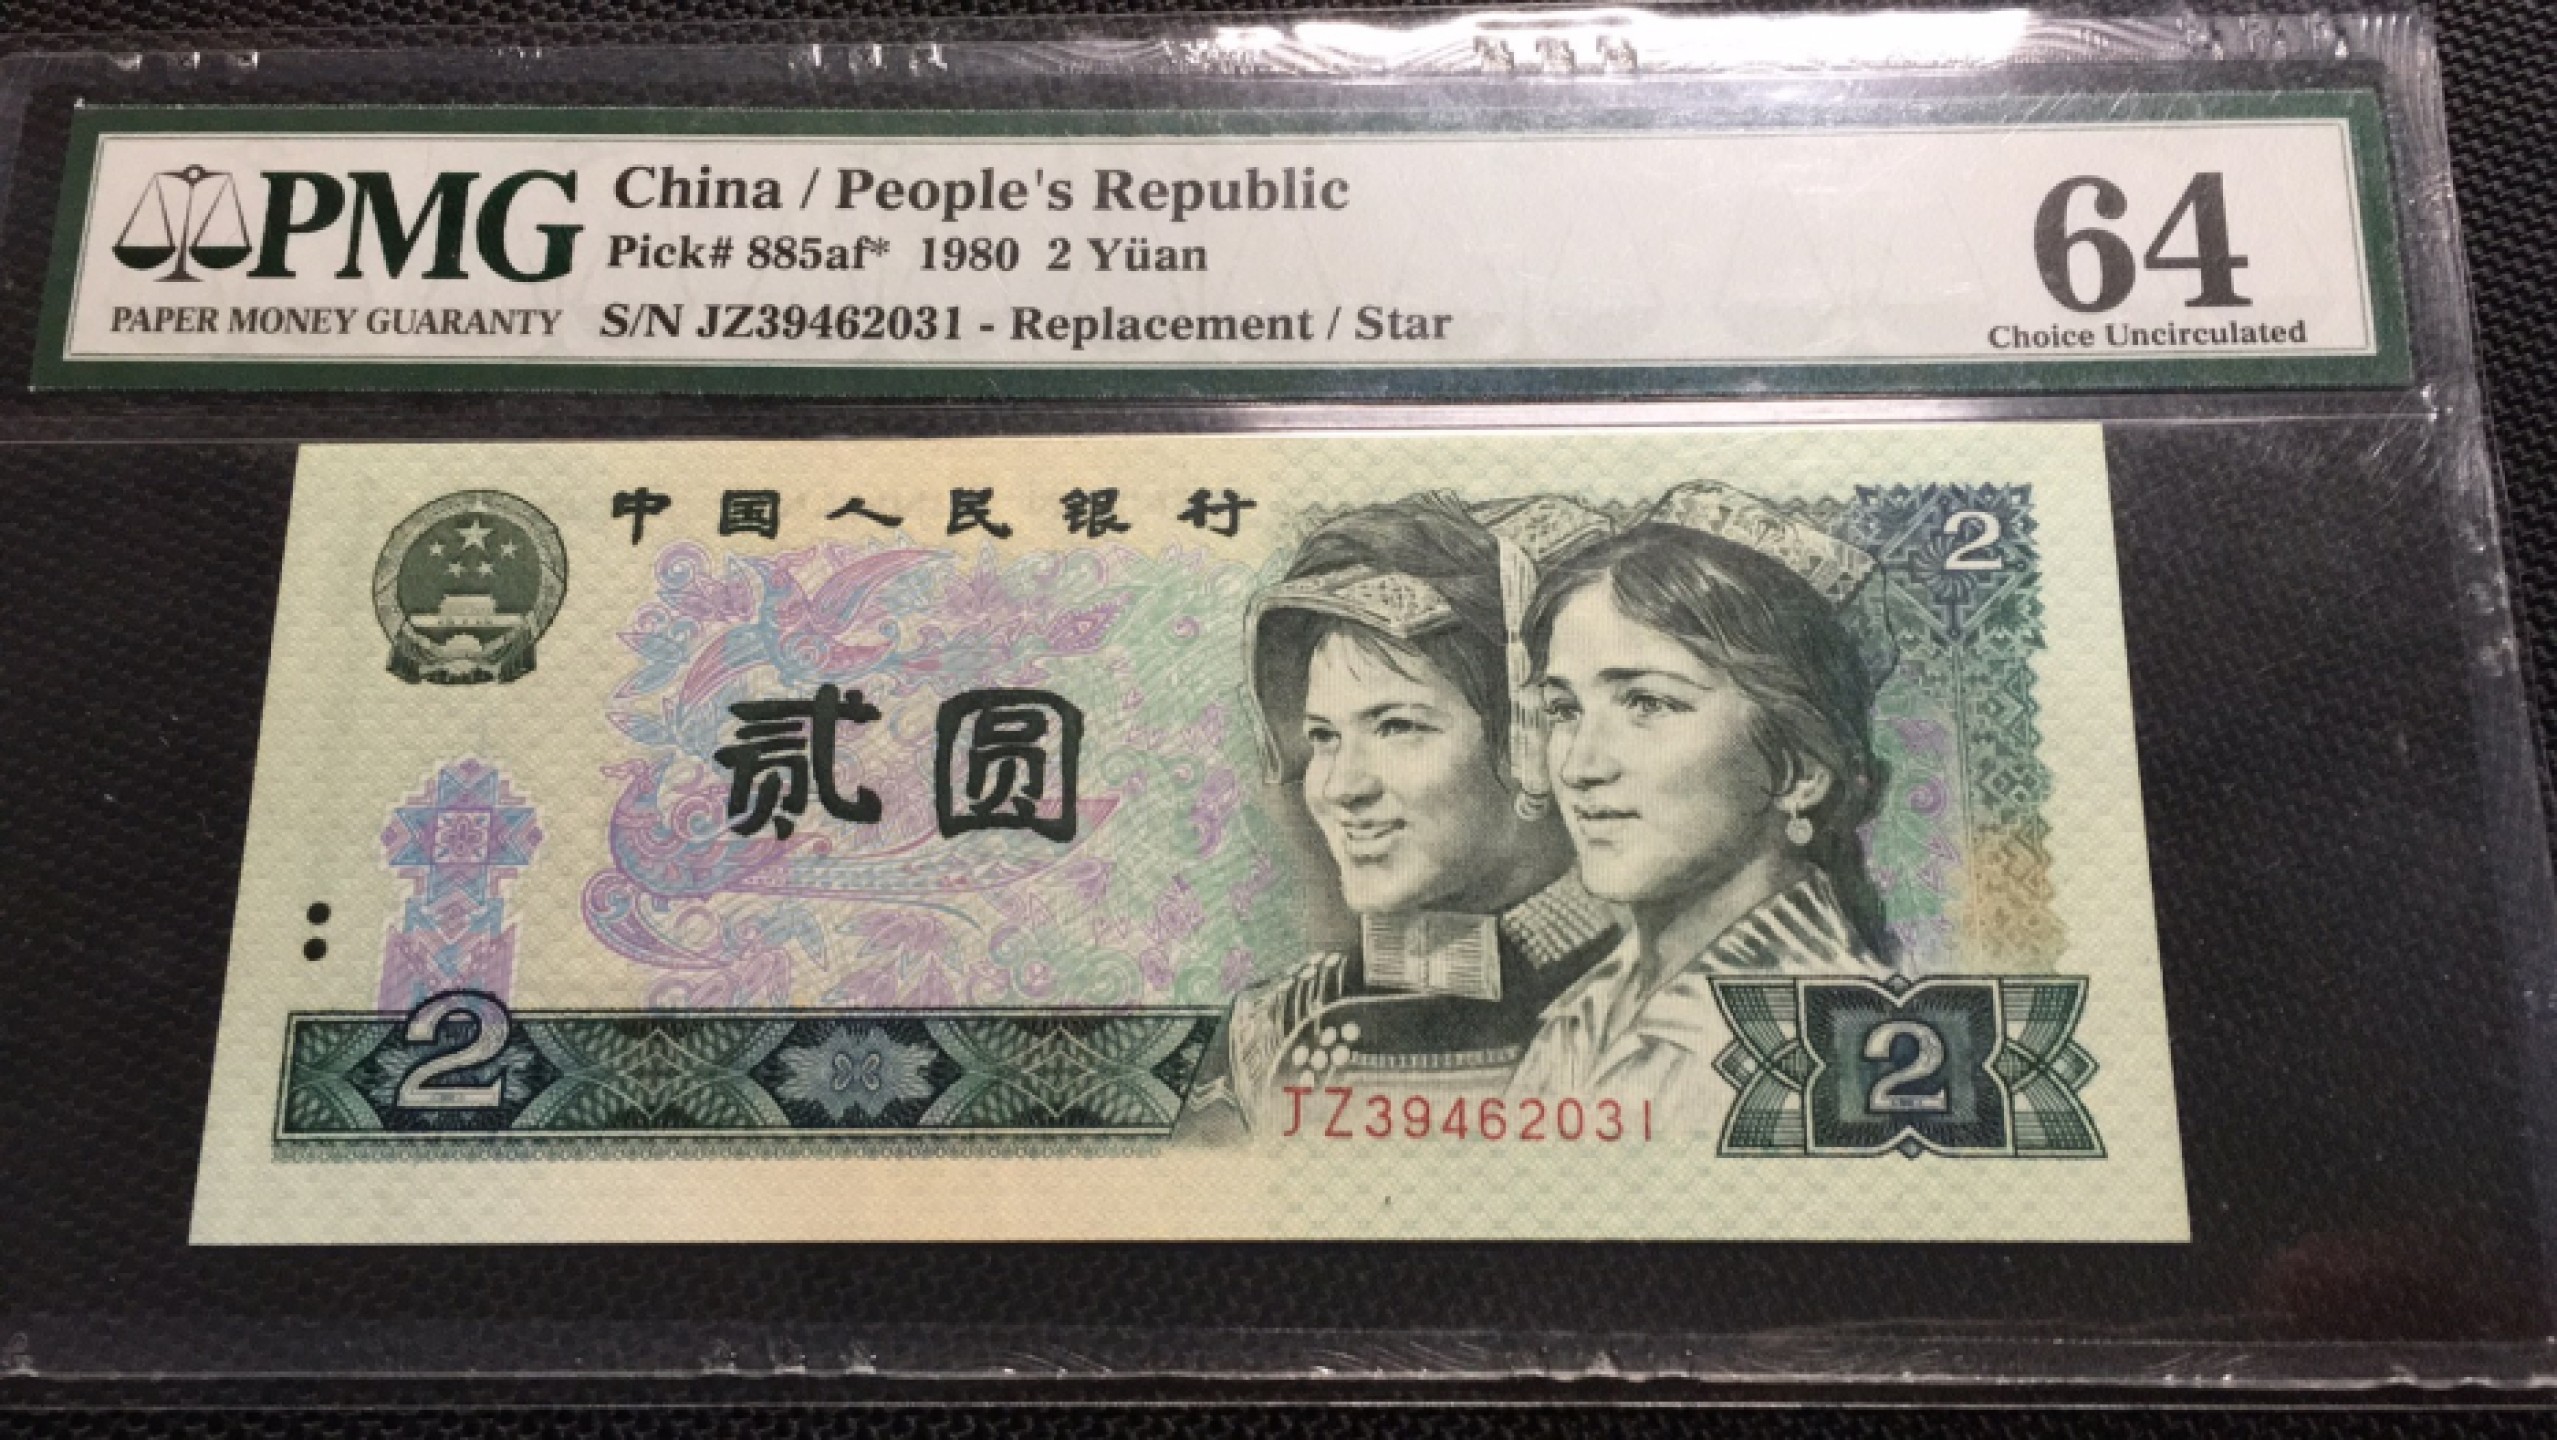 PMG
PAPER MONEY GUARANTY
China / People's Republic
Pick# 885af* 1980 2 Yüan
S/N JZ39462031 - Replacement / Star
64
Choice Uncirculated
中国人民银行
2
贰圆
2
JZ39462031
2